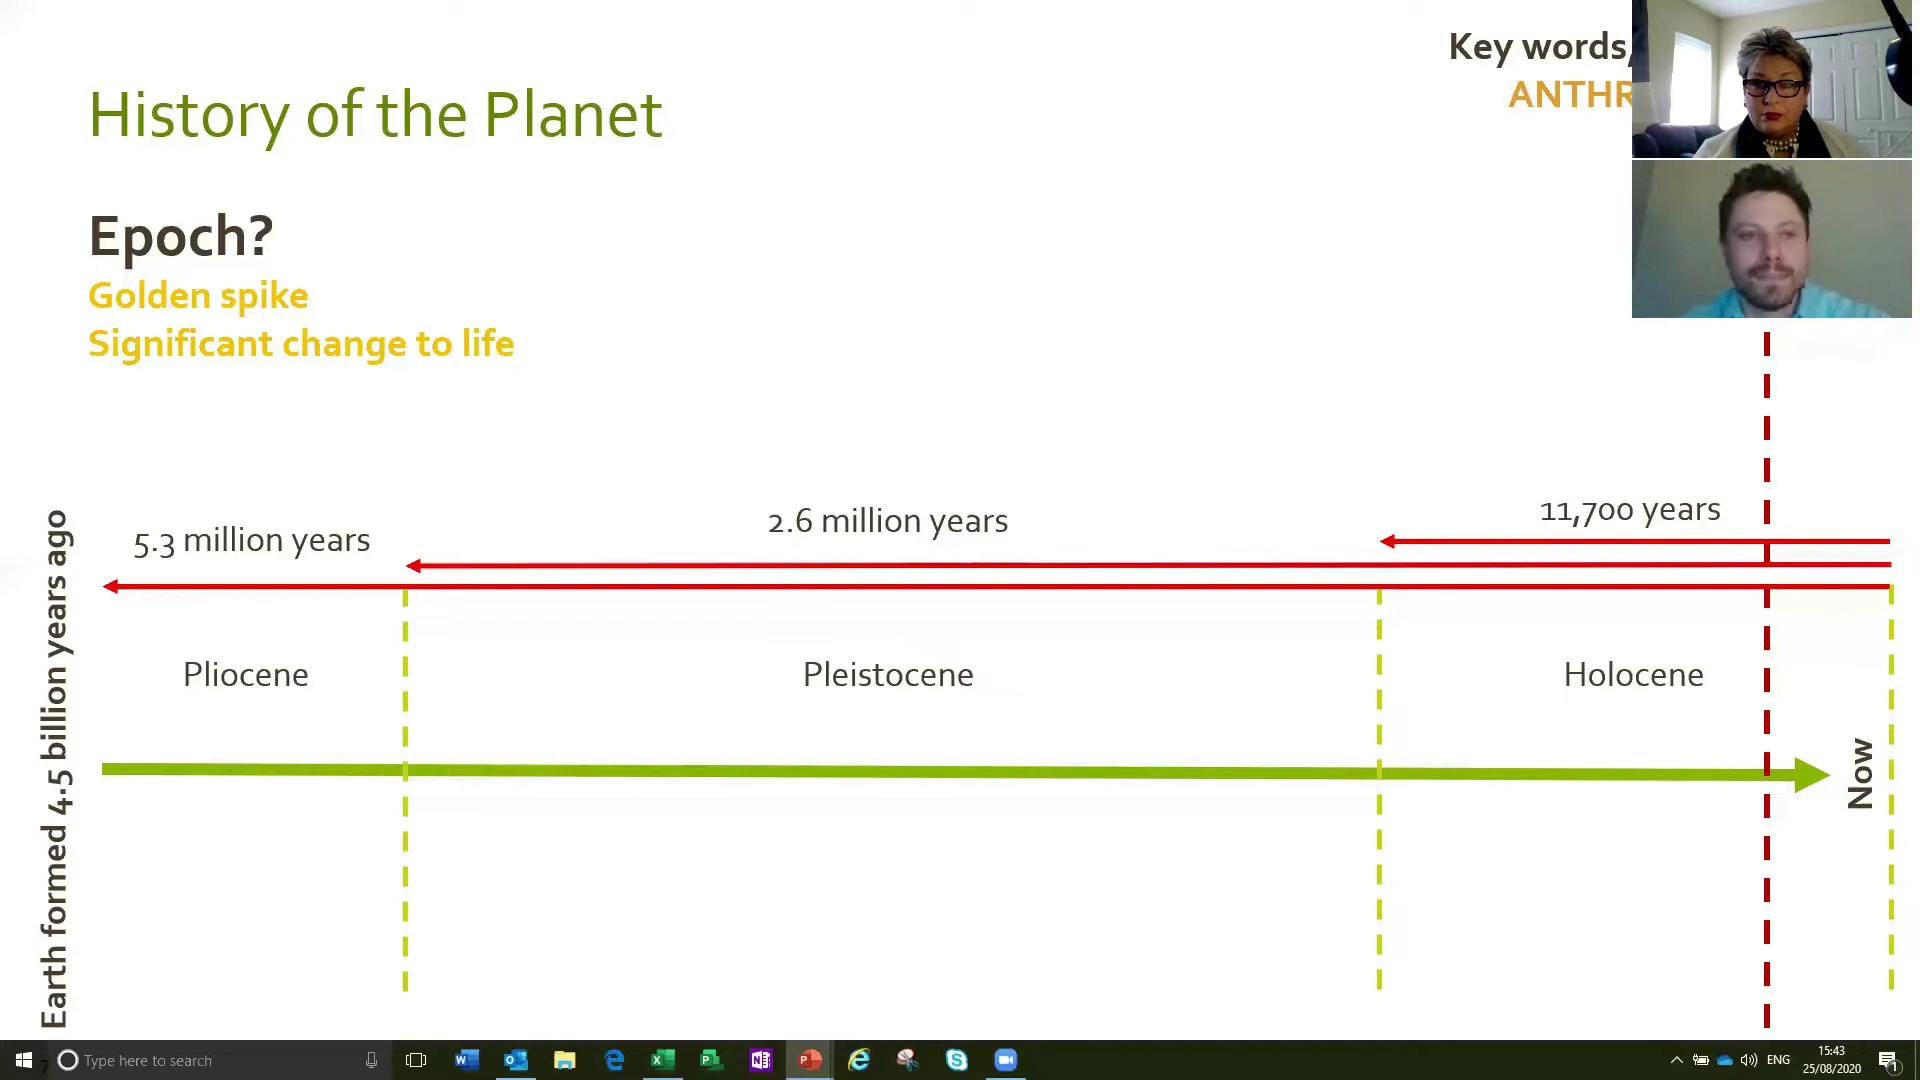 Key words,
ANTHR
History of the Planet
Epoch?
Golden spike
Significant change to life
11,700 years
2.6 million years
5.3 million years
Earth formed 4.5 billion years ago
Pliocene
Pleistocene
Holocene
Now
Type here to search
ENG
15:43
25/08/2020